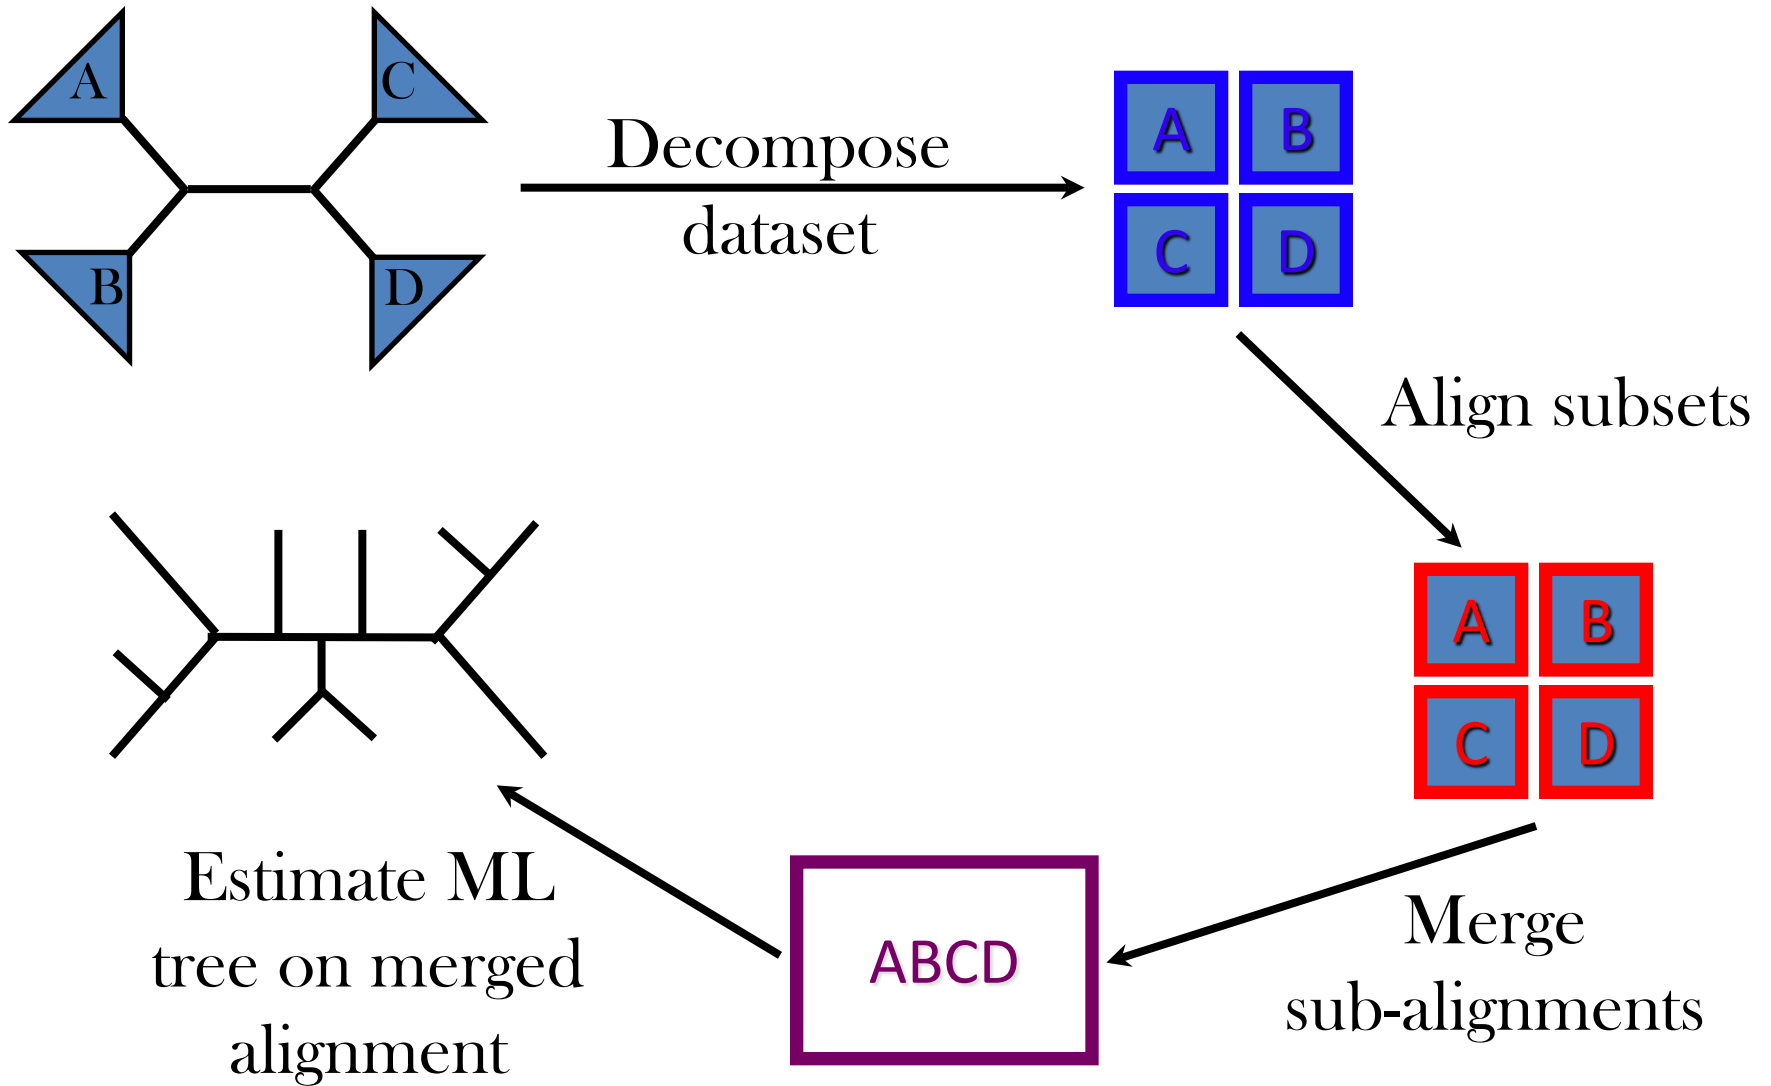 A
C
B
D
Decompose
dataset
A B
C D
Align subsets
A B
C D
Merge
sub-alignments
ABCD
Estimate ML
tree on merged
alignment